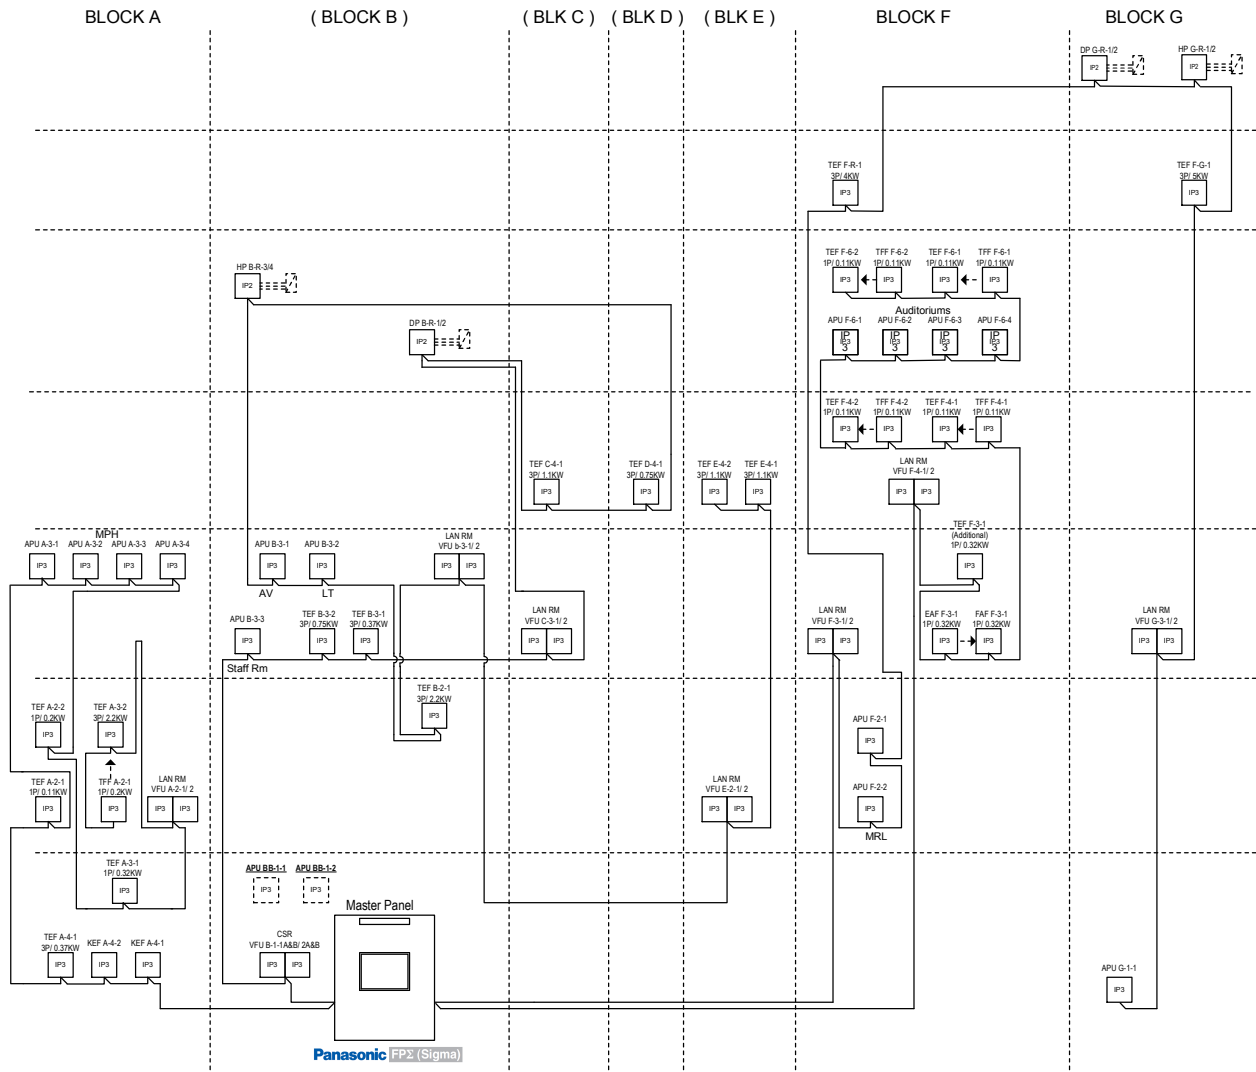 BLOCK A
( BLOCK B )
( BLK C )
( BLK D )
( BLK E )
BLOCK F
BLOCK G
DP G-R-1/2
IP2
HP G-R-1/2
IP2
TEF F-R-1
3P/ 4KW
IP3
TEF F-G-1
3P/ 5KW
IP3
HP B-R-3/4
IP2
TEF F-6-2
1P/ 0.11KW
IP3
TFF F-6-2
1P/ 0.11KW
IP3
TEF F-6-1
1P/ 0.11KW
IP3
TFF F-6-1
1P/ 0.11KW
IP3
Auditoriums
DP B-R-1/2
IP2
APU F-6-1
IP3
IP3
APU F-6-2
IP3
IP3
APU F-6-3
IP3
IP3
APU F-6-4
IP3
IP3
TEF F-4-2
1P/ 0.11KW
IP3
TFF F-4-2
1P/ 0.11KW
IP3
TEF F-4-1
1P/ 0.11KW
IP3
TFF F-4-1
1P/ 0.11KW
IP3
TEF C-4-1
3P/ 1.1KW
IP3
TEF D-4-1
3P/ 0.75KW
IP3
TEF E-4-2
3P/ 1.1KW
IP3
TEF E-4-1
3P/ 1.1KW
IP3
LAN RM
VFU F-4-1/ 2
IP3 IP3
MPH
APU A-3-1
IP3
APU A-3-2
IP3
APU A-3-3
IP3
APU A-3-4
IP3
APU B-3-1
IP3
AV
APU B-3-2
IP3
LT
LAN RM
VFU b-3-1/ 2
IP3 IP3
TEF F-3-1
(Additional)
1P/ 0.32KW
IP3
APU B-3-3
IP3
Staff Rm
TEF B-3-2
3P/ 0.75KW
IP3
TEF B-3-1
3P/ 0.37KW
IP3
LAN RM
VFU C-3-1/ 2
IP3 IP3
LAN RM
VFU F-3-1/ 2
IP3 IP3
EAF F-3-1
1P/ 0.32KW
IP3
FAF F-3-1
1P/ 0.32KW
IP3
LAN RM
VFU G-3-1/ 2
IP3 IP3
TEF A-2-2
1P/ 0.2KW
IP3
TEF A-3-2
3P/ 2.2KW
IP3
TEF B-2-1
3P/ 2.2KW
IP3
APU F-2-1
IP3
TEF A-2-1
1P/ 0.11KW
IP3
TFF A-2-1
1P/ 0.2KW
IP3
LAN RM
VFU A-2-1/ 2
IP3 IP3
LAN RM
VFU E-2-1/ 2
IP3 IP3
APU F-2-2
IP3
MRL
TEF A-3-1
1P/ 0.32KW
IP3
APU BB-1-1
IP3
APU BB-1-2
IP3
Master Panel
TEF A-4-1
3P/ 0.37KW
IP3
KEF A-4-2
IP3
KEF A-4-1
IP3
CSR
VFU B-1-1A&B/ 2A&B
IP3 IP3
APU G-1-1
IP3
Panasonic FPΣ (Sigma)